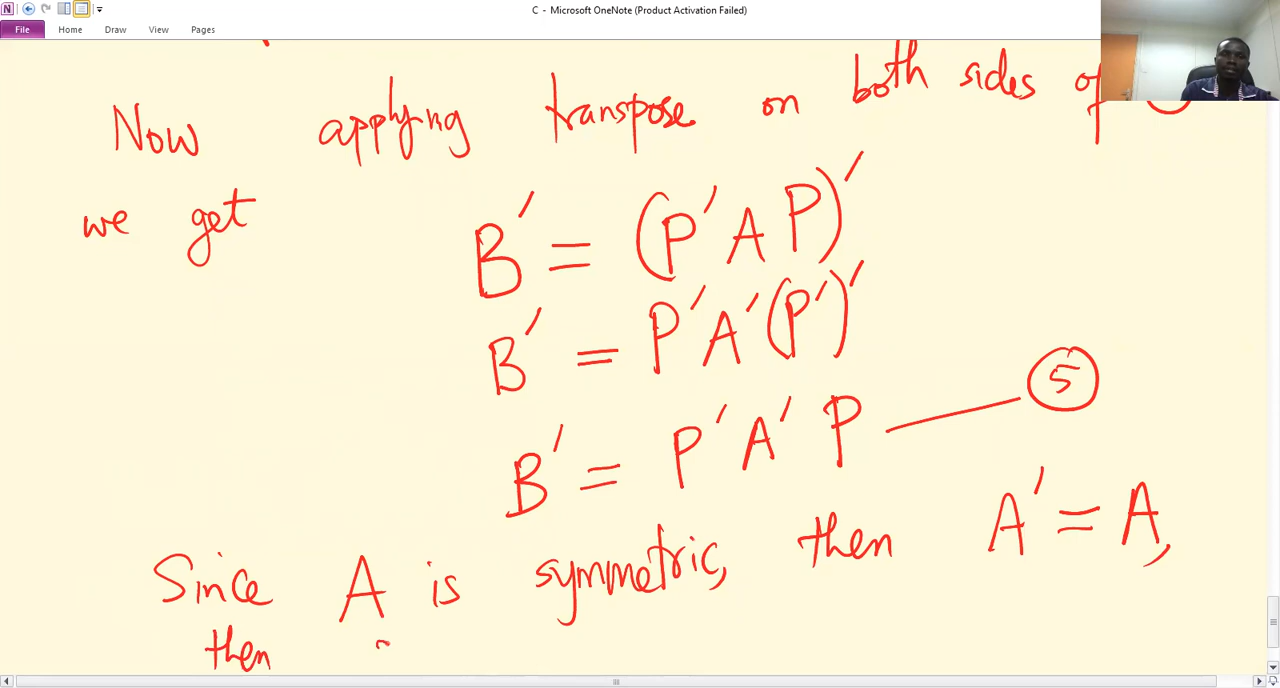 C - Microsoft OneNote (Product Activation Failed)
File Home Draw View Pages
Now applying transpose on both sides of
we get
B' = (P'AP)'
B' = P'A'(P')'
B' = P'A'P — 5
Since A is symmetric, then A' = A,
then